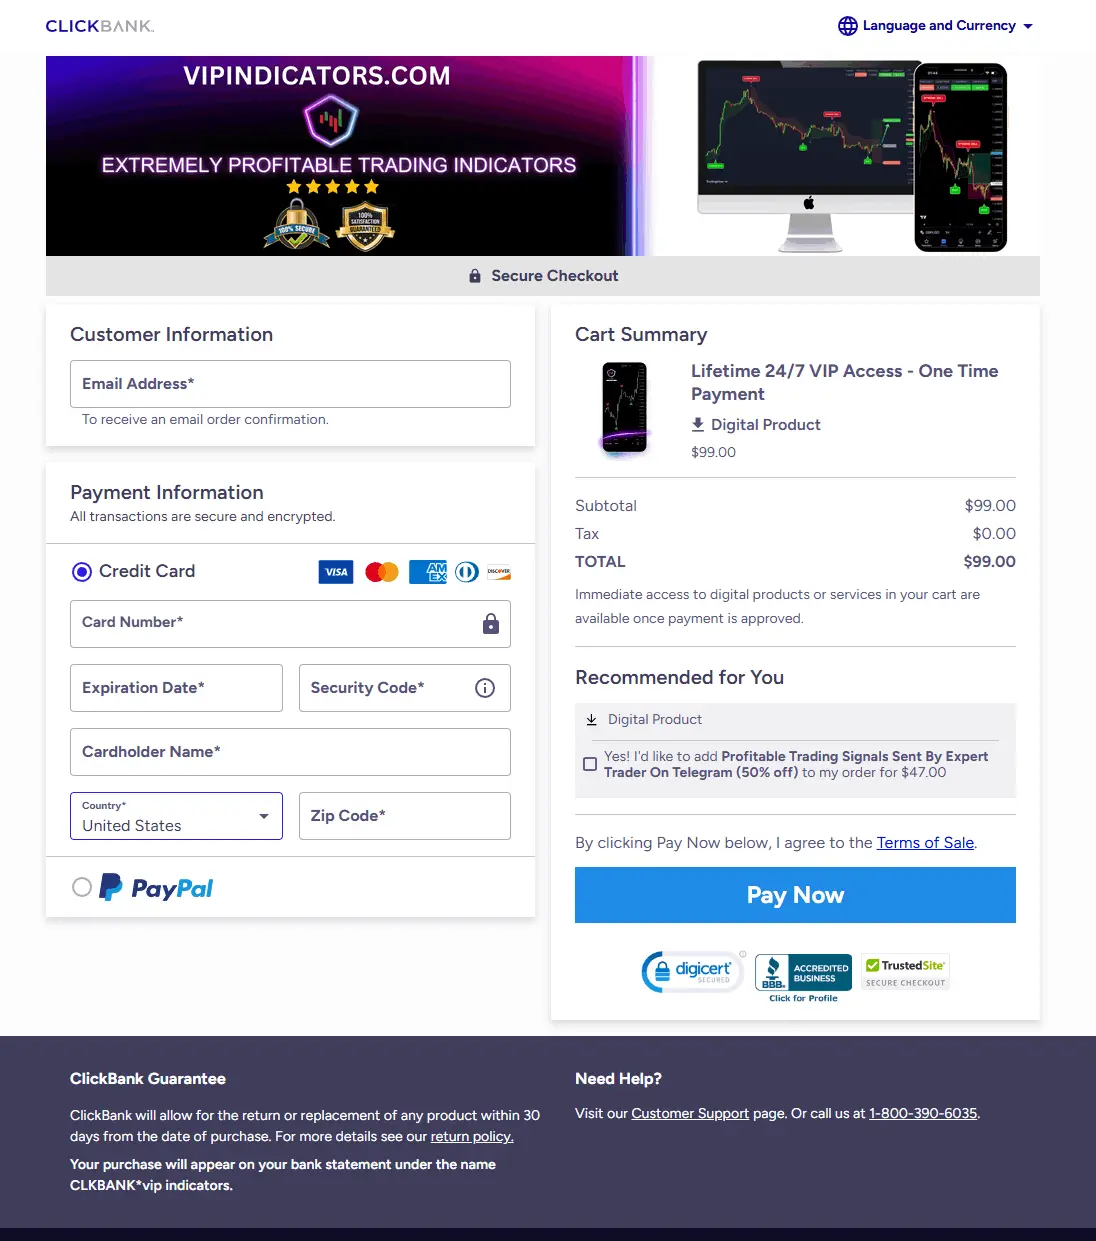 CLICKBANK
Language and Currency
VIPINDICATORS.COM
EXTREMELY PROFITABLE TRADING INDICATORS
100% SECURE
100%
SATISFACTION
GUARANTEED
Secure Checkout
Customer Information
Email Address*
To receive an email order confirmation.
Payment Information
All transactions are secure and encrypted.
Credit Card
VISA
AM
EX
DISCOVER
Card Number*
Expiration Date*
Security Code*
Cardholder Name*
Country*
United States
Zip Code*
PayPal
Cart Summary
Lifetime 24/7 VIP Access - One Time
Payment
Digital Product
$99.00
Subtotal $99.00
Tax $0.00
TOTAL $99.00
Immediate access to digital products or services in your cart are
available once payment is approved.
Recommended for You
Digital Product
Yes! I'd like to add Profitable Trading Signals Sent By Expert
Trader On Telegram (50% off) to my order for $47.00
By clicking Pay Now below, I agree to the Terms of Sale.
Pay Now
digicert
SECURED
BBB.
ACCREDITED
BUSINESS
Click for Profile
TrustedSite
SECURE CHECKOUT
ClickBank Guarantee
ClickBank will allow for the return or replacement of any product within 30
days from the date of purchase. For more details see our return policy.
Your purchase will appear on your bank statement under the name
CLKBANK*vip indicators.
Need Help?
Visit our Customer Support page. Or call us at 1-800-390-6035.